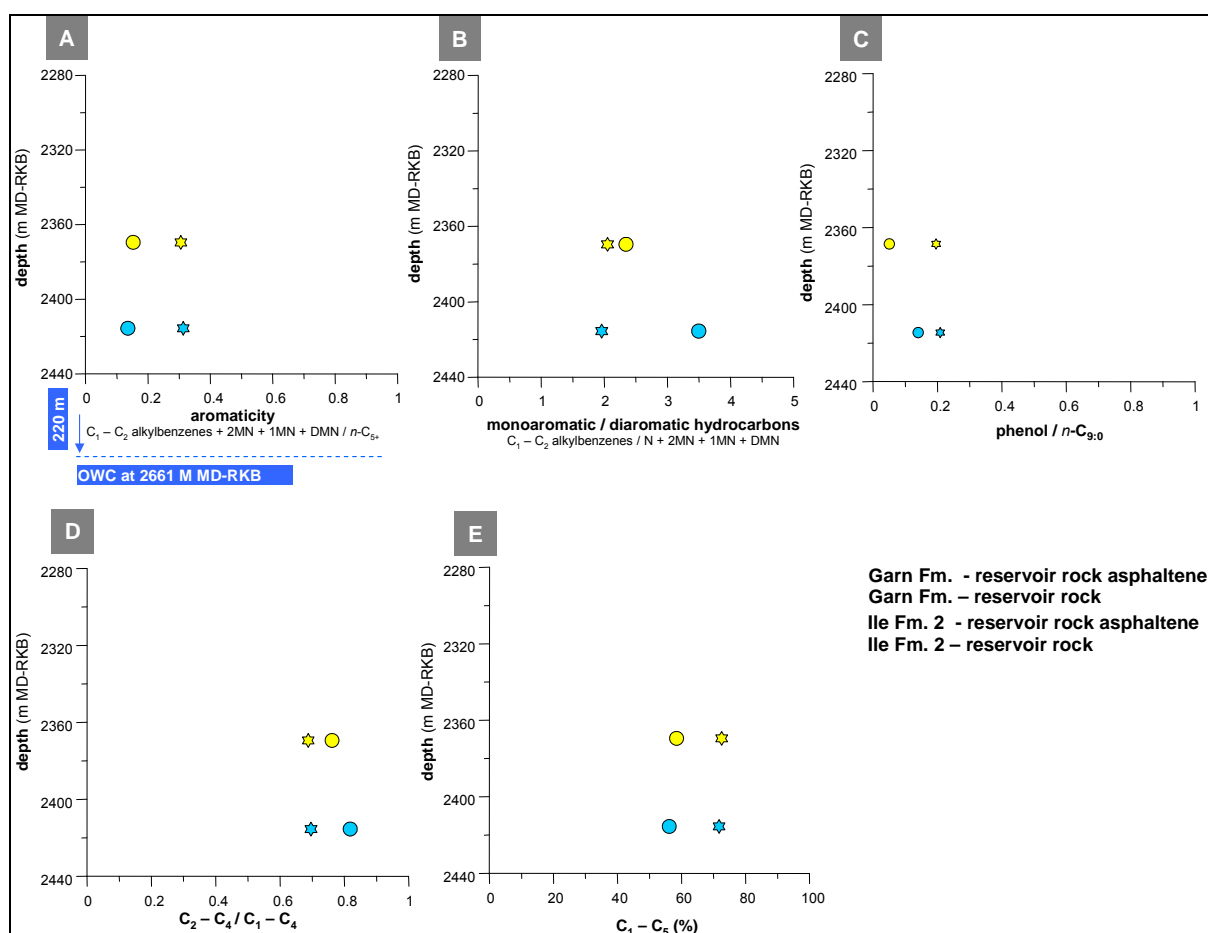 A
2280
2320
2360
2400
2440
depth (m MD-RKB)
0 0.2 0.4 0.6 0.8 1
aromaticity
C1 – C2 alkylbenzenes + 2MN + 1MN + DMN / n-C5+
220 m
OWC at 2661 M MD-RKB
B
2280
2320
2360
2400
2440
depth (m MD-RKB)
0 1 2 3 4 5
monoaromatic / diaromatic hydrocarbons
C1 – C2 alkylbenzenes / N + 2MN + 1MN + DMN
C
2280
2320
2360
2400
2440
depth (m MD-RKB)
0 0.2 0.4 0.6 0.8 1
phenol / n-C9:0
D
2280
2320
2360
2400
2440
depth (m MD-RKB)
0 0.2 0.4 0.6 0.8 1
C2 – C4 / C1 – C4
E
2280
2320
2360
2400
2440
depth (m MD-RKB)
0 20 40 60 80 100
C1 – C5 (%)
Garn Fm. - reservoir rock asphaltene
Garn Fm. – reservoir rock
Ile Fm. 2 - reservoir rock asphaltene
Ile Fm. 2 – reservoir rock